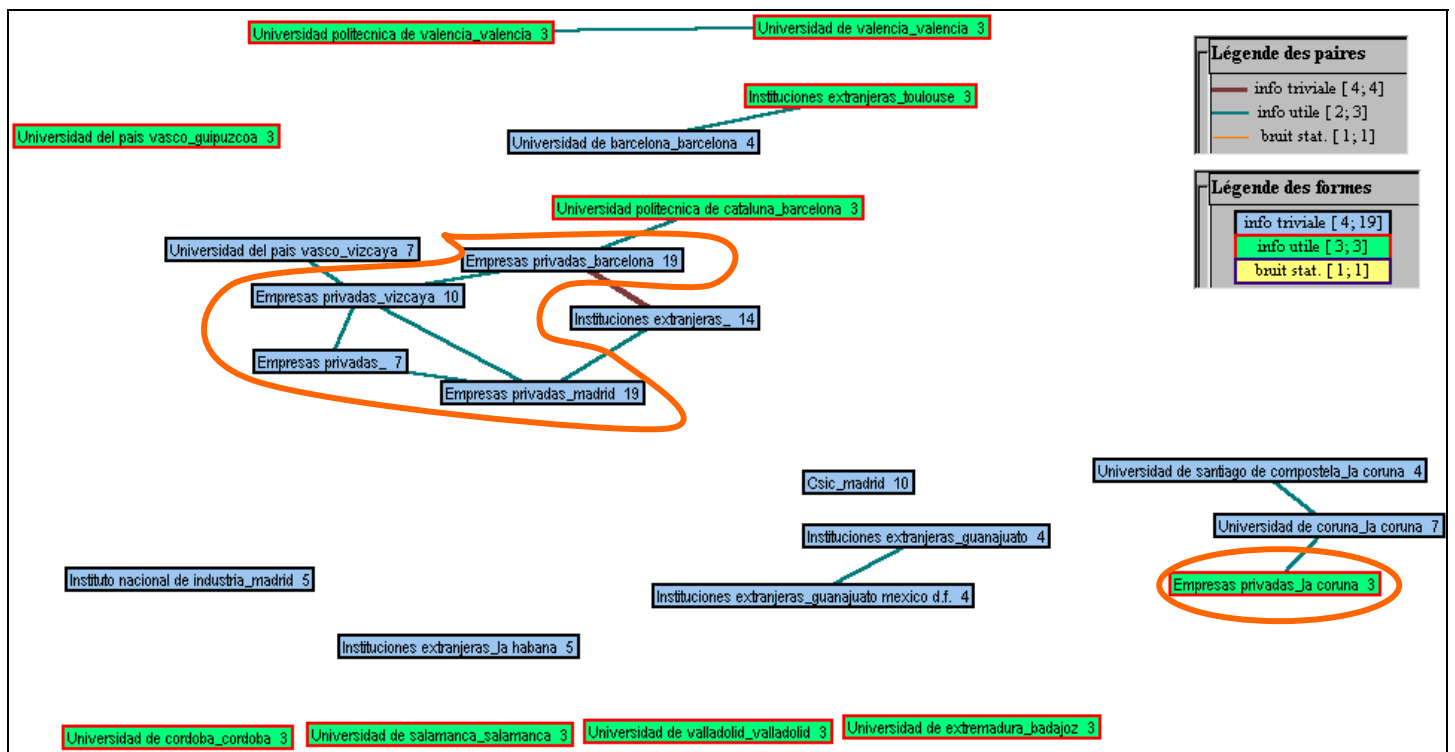 Universidad politecnica de valencia_valencia 3
Universidad de valencia_valencia 3
Légende des paires
info triviale [4; 4]
info utile [2; 3]
bruit stat. [1; 1]
Instituciones extranjeras_toulouse 3
Universidad del pais vasco_guipuzcoa 3
Universidad de barcelona_barcelona 4
Légende des formes
info triviale [4; 19]
info utile [3; 3]
bruit stat. [1; 1]
Universidad politecnica de cataluna_barcelona 3
Universidad del pais vasco_vizcaya 7
Empresas privadas_barcelona 19
Empresas privadas_vizcaya 10
Instituciones extranjeras_ 14
Empresas privadas_ 7
Empresas privadas_madrid 19
Universidad de santiago de compostela_la coruna 4
Csic_madrid 10
Universidad de coruna_la coruna 7
Instituciones extranjeras_guanajuato 4
Instituto nacional de industria_madrid 5
Empresas privadas_la coruna 3
Instituciones extranjeras_guanajuato mexico d.f. 4
Instituciones extranjeras_la habana 5
Universidad de cordoba_cordoba 3
Universidad de salamanca_salamanca 3
Universidad de valladolid_valladolid 3
Universidad de extremadura_badajoz 3